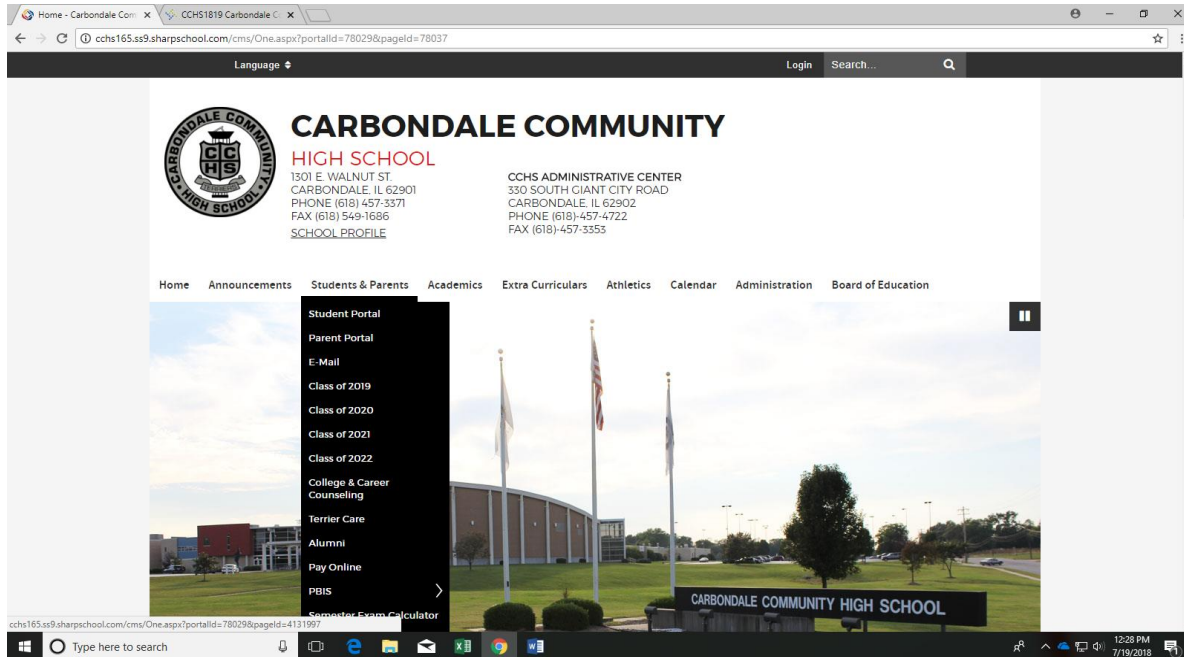 Home - Carbondale Com
CCHS1819 Carbondale C
cchs165.ss9.sharpschool.com/cms/One.aspx?portalId=78029&pageId=78037
Language
Login
Search...
CARBONDALE COMMUNITY HIGH SCHOOL
CCHS
CARBONDALE COMMUNITY
HIGH SCHOOL
1301 E. WALNUT ST.
CARBONDALE, IL 62901
PHONE (618) 457-3371
FAX (618) 549-1686
SCHOOL PROFILE
CCHS ADMINISTRATIVE CENTER
330 SOUTH GIANT CITY ROAD
CARBONDALE, IL 62902
PHONE (618)-457-4722
FAX (618)-457-3353
Home Announcements Students & Parents Academics Extra Curriculars Athletics Calendar Administration Board of Education
Student Portal
Parent Portal
E-Mail
Class of 2019
Class of 2020
Class of 2021
Class of 2022
College & Career
Counseling
Terrier Care
Alumni
Pay Online
PBIS
Semester Exam Calculator
CARBONDALE COMMUNITY HIGH SCHOOL
cchs165.ss9.sharpschool.com/cms/One.aspx?portalId=78029&pageId=4131997
Type here to search
12:28 PM
7/19/2018